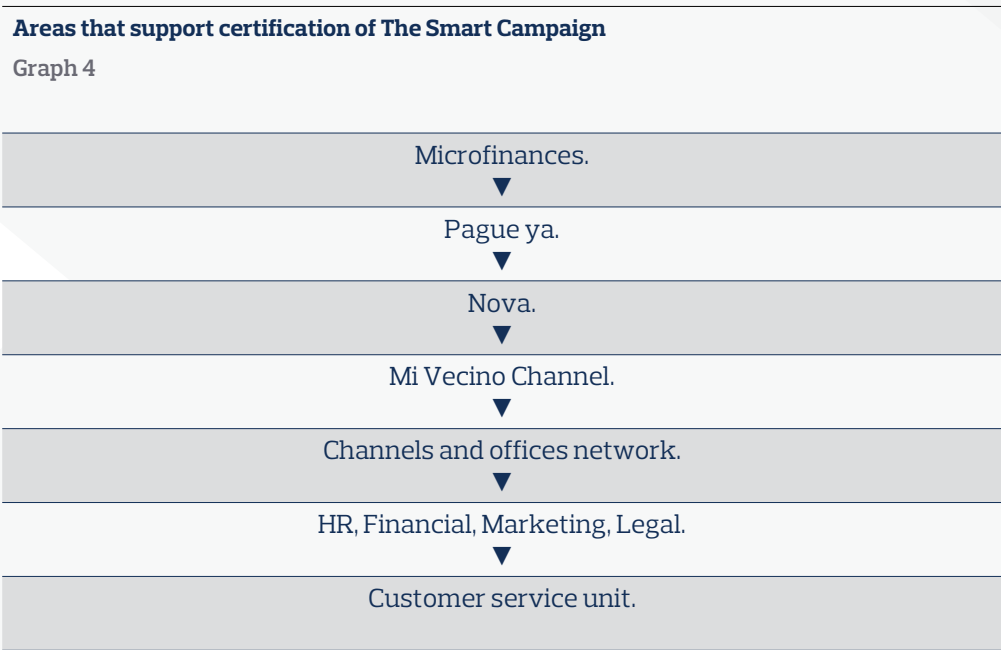 Areas that support certification of The Smart Campaign
Graph 4
Microfinances.
Pague ya.
Nova.
Mi Vecino Channel.
Channels and offices network.
HR, Financial, Marketing, Legal.
Customer service unit.